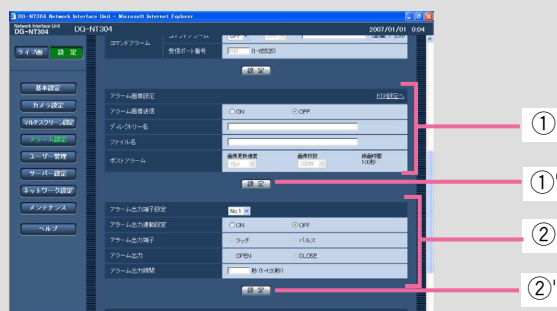 DG-NT304 Network Interface Unit - Microsoft Internet Explorer
Network Interface Unit
DG-NT304
DG-NT304
2007/01/01 0:04
ライブ画
設 定
基本設定
カメラ設定
マルチスクリーン設定
アラーム設定
ユーザー管理
サーバー設定
ネットワーク設定
メンテナンス
ヘルプ
コマンドアラーム
受信ポート番号
(1-65535)
設 定
アラーム画像設定
FTP設定へ
アラーム画像送信
ON
OFF
ディレクトリー名
ファイル名
ポストアラーム
画像更新速度
画像枚数
録画時間
1fps
100枚
100秒
設 定
アラーム出力端子設定
No.1
アラーム出力連動設定
ON
OFF
アラーム出力端子
ラッチ
パルス
アラーム出力
OPEN
CLOSE
アラーム出力時間
秒 (1-120秒)
設 定
①
①'
②
②'